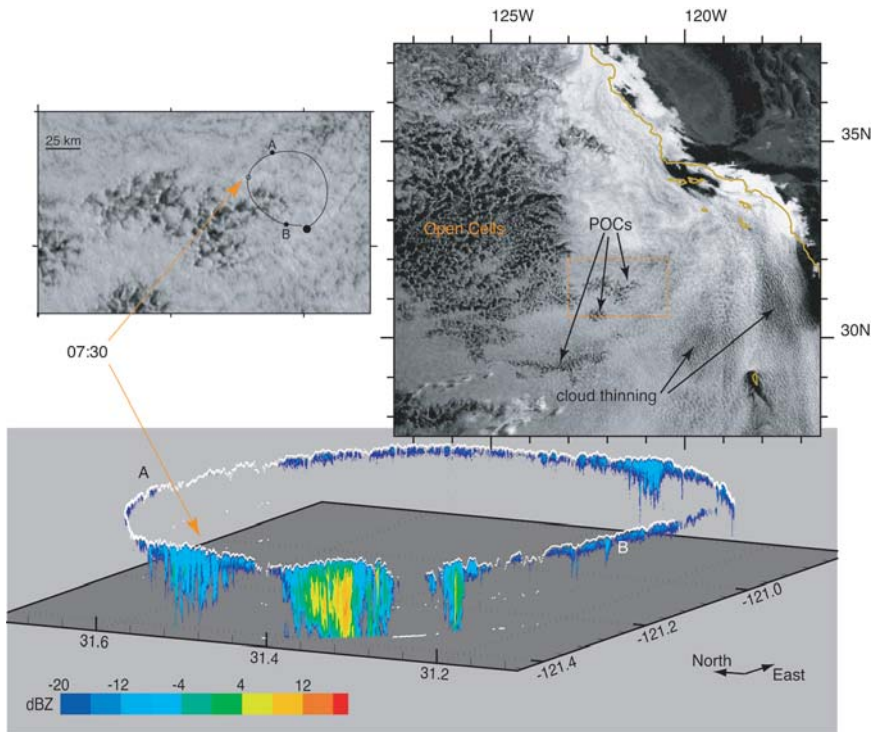 125W 120W
25 km
A
B
35N
Open Cells
POCs
30N
07:30
cloud thinning
A
B
31.6
31.4
31.2
-121.4
-121.2
-121.0
North
East
-20 -12 -4 4 12
dBZ